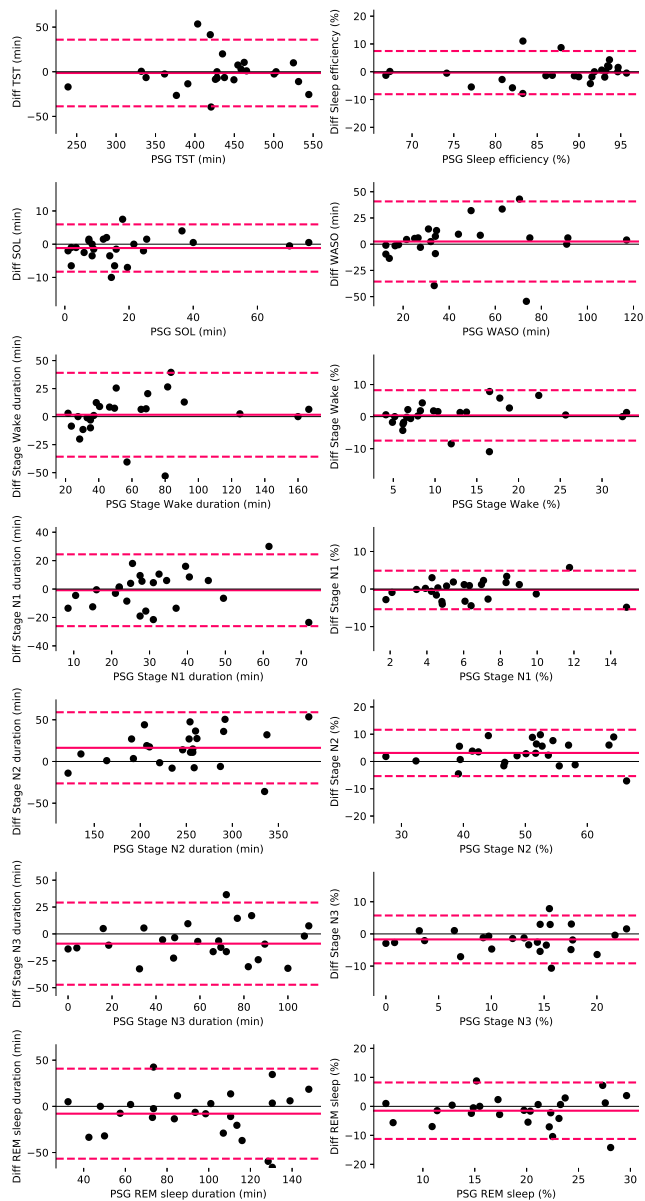 Diff TST (min)
50
0
−50
250 300 350 400 450 500 550
PSG TST (min)
Diff Sleep efficiency (%)
20
10
0
−10
−20
70 75 80 85 90 95
PSG Sleep efficiency (%)
Diff SOL (min)
10
0
−10
0 20 40 60
PSG SOL (min)
Diff WASO (min)
50
25
0
−25
−50
20 40 60 80 100 120
PSG WASO (min)
Diff Stage Wake duration (min)
50
25
0
−25
−50
20 40 60 80 100 120 140 160
PSG Stage Wake duration (min)
Diff Stage Wake (%)
10
0
−10
5 10 15 20 25 30
PSG Stage Wake (%)
Diff Stage N1 duration (min)
40
20
0
−20
−40
10 20 30 40 50 60 70
PSG Stage N1 duration (min)
Diff Stage N1 (%)
10
0
−10
2 4 6 8 10 12 14
PSG Stage N1 (%)
Diff Stage N2 duration (min)
50
0
−50
150 200 250 300 350
PSG Stage N2 duration (min)
Diff Stage N2 (%)
20
10
0
−10
−20
30 40 50 60
PSG Stage N2 (%)
Diff Stage N3 duration (min)
50
25
0
−25
−50
0 20 40 60 80 100
PSG Stage N3 duration (min)
Diff Stage N3 (%)
10
0
−10
0 5 10 15 20
PSG Stage N3 (%)
Diff REM sleep duration (min)
50
0
−50
40 60 80 100 120 140
PSG REM sleep duration (min)
Diff REM sleep (%)
20
10
0
−10
−20
10 15 20 25 30
PSG REM sleep (%)